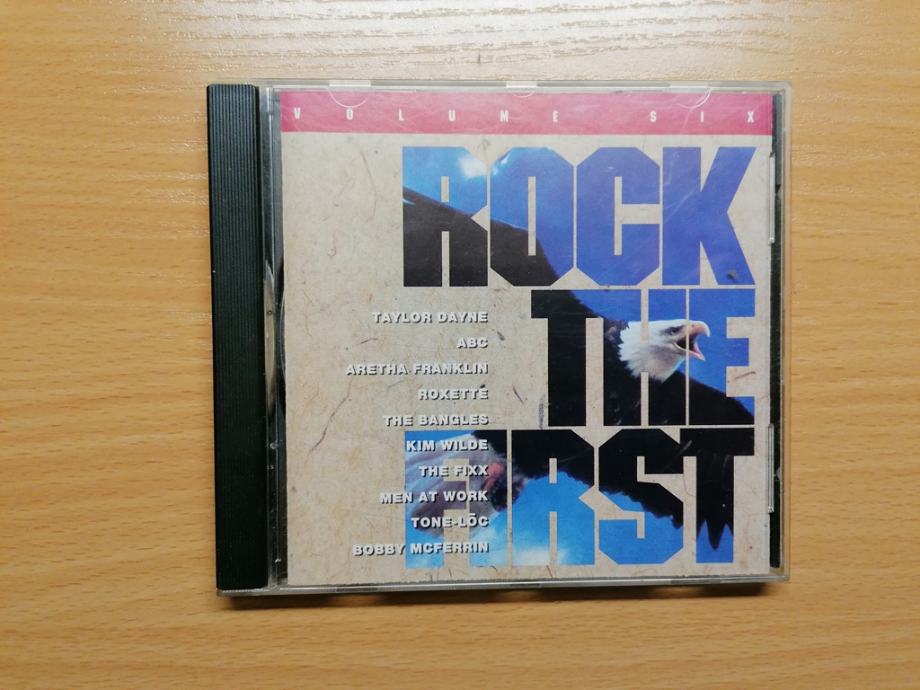 VOLUME SIX
ROCK
THE
FIRST
TAYLOR DAYNE
ABC
ARETHA FRANKLIN
ROXETTE
THE BANGLES
KIM WILDE
THE FIXX
MEN AT WORK
TONE-LŌC
BOBBY MCFERRIN